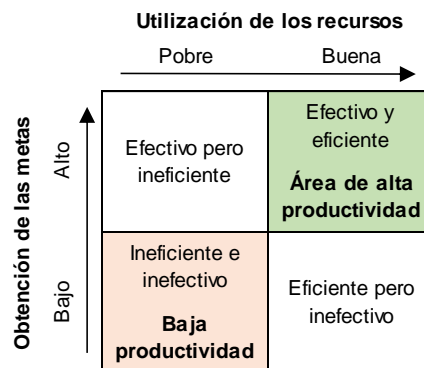 Utilización de los recursos
Pobre
Buena
Obtención de las metas
Alto
Bajo
Efectivo pero
ineficiente
Efectivo y
eficiente
Área de alta
productividad
Ineficiente e
inefectivo
Baja
productividad
Eficiente pero
inefectivo